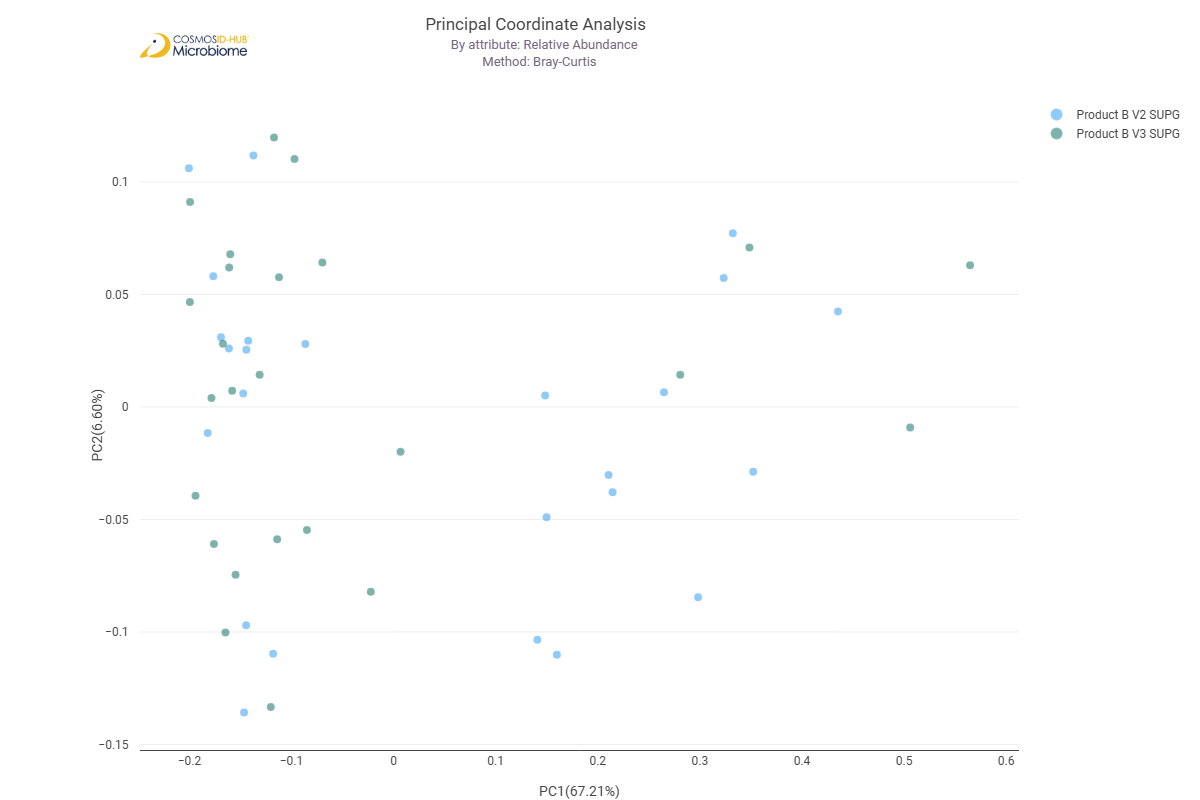 Principal Coordinate Analysis
By attribute: Relative Abundance
Method: Bray-Curtis
COSMOSID-HUB
Microbiome
Product B V2 SUPG
Product B V3 SUPG
0.1
0.05
0
−0.05
−0.1
−0.15
PC2(6.60%)
−0.2
−0.1
0
0.1
0.2
0.3
0.4
0.5
0.6
PC1(67.21%)